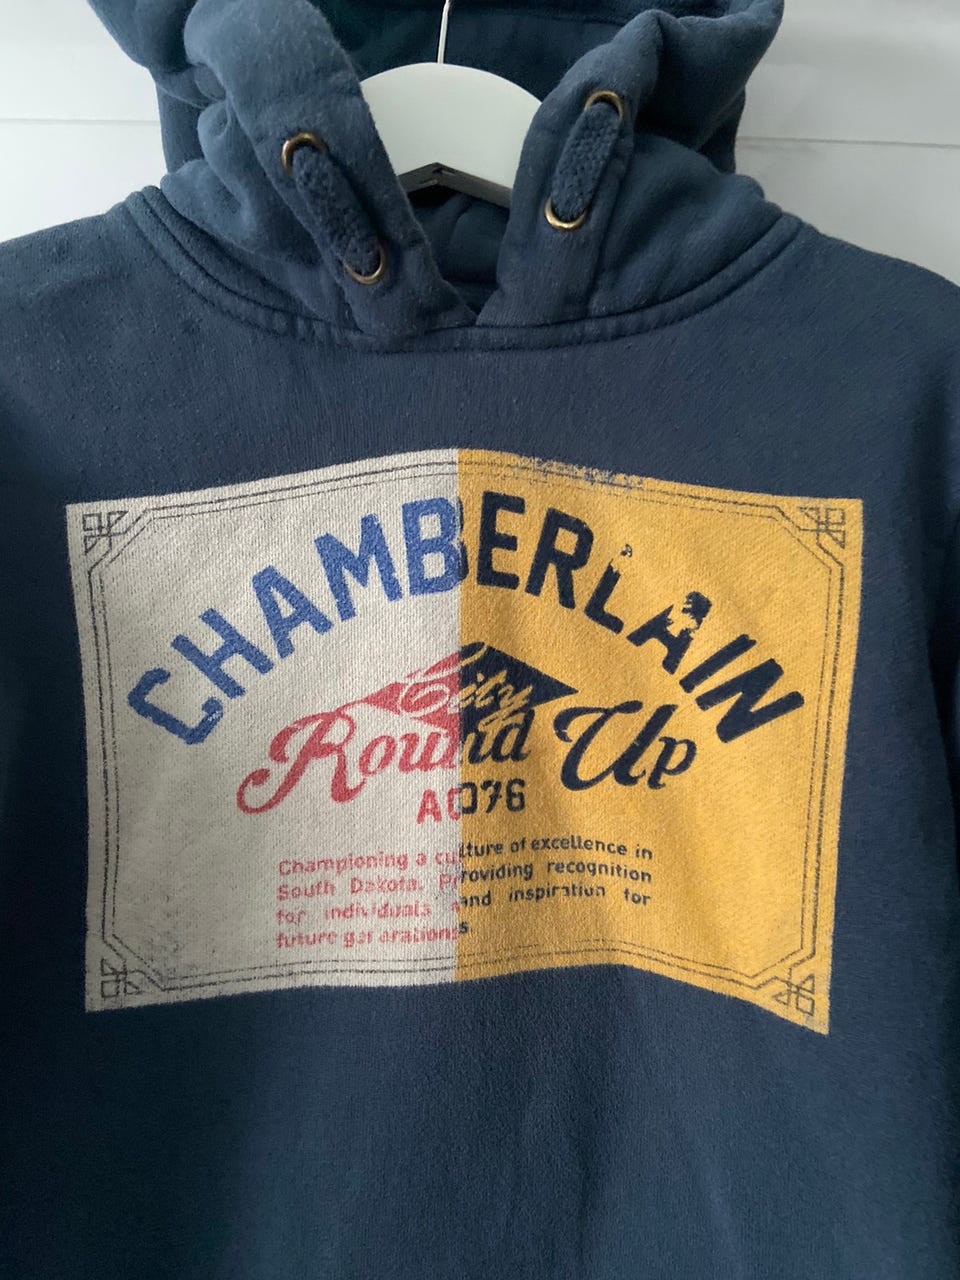 CHAMBERLAIN
City
Round Up
AC076
Championing a culture of excellence in
South Dakota. Providing recognition
for individuals and inspiration for
future generations